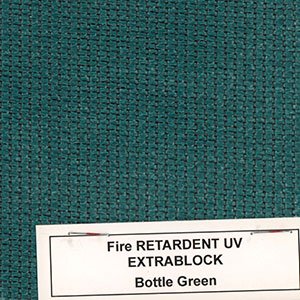 Fire RETARDENT UV
EXTRABLOCK
Bottle Green